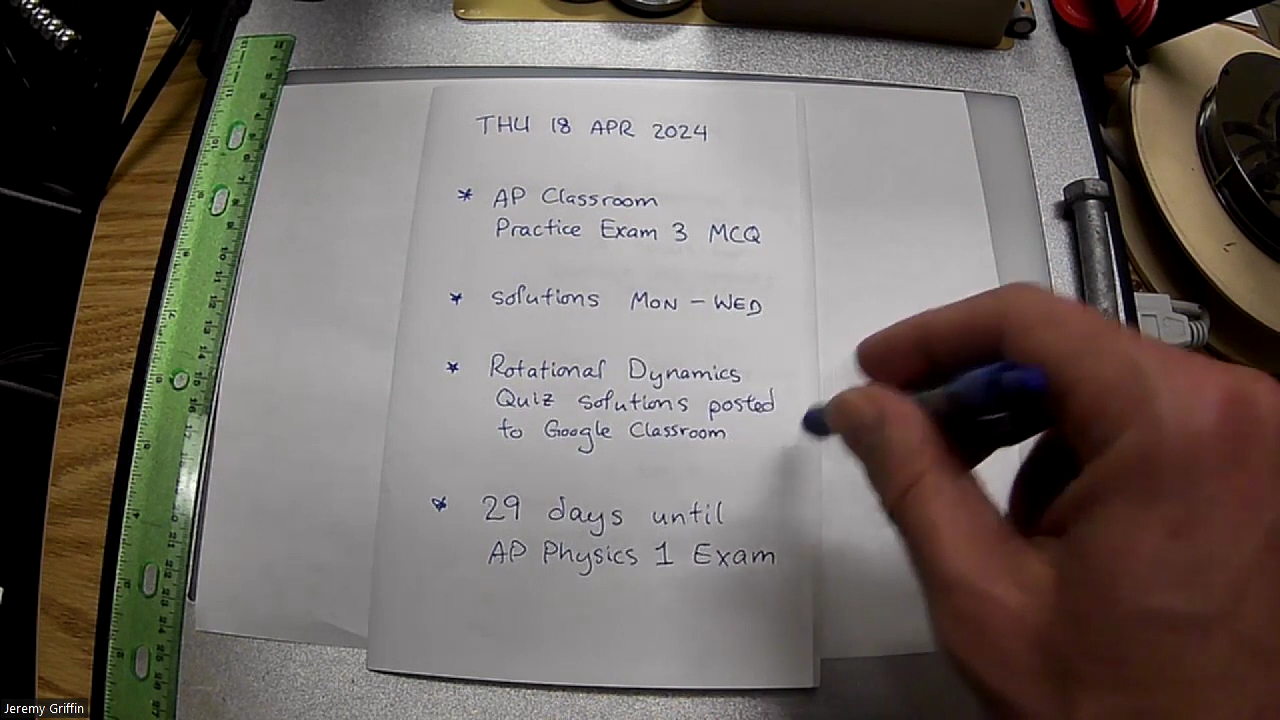 THU 18 APR 2024
* AP Classroom
Practice Exam 3 MCQ
* solutions MON - WED
* Rotational Dynamics
Quiz solutions posted
to Google Classroom
* 29 days until
AP Physics 1 Exam
Jeremy Griffin